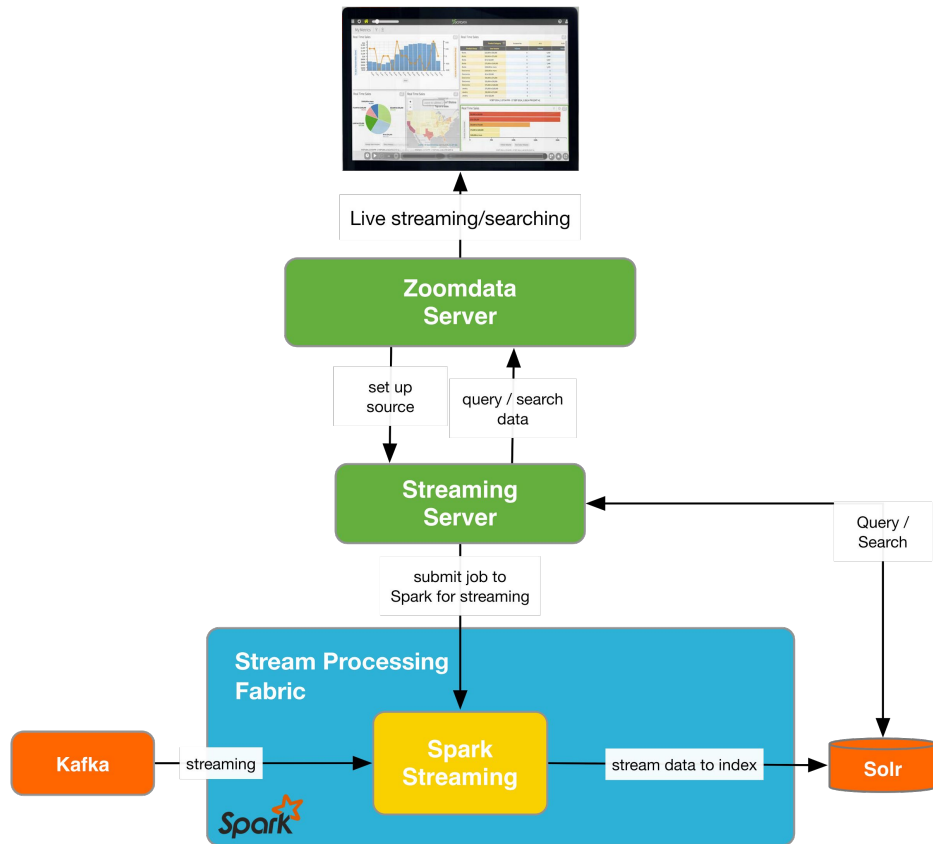 Live streaming/searching
Zoomdata
Server
set up
source
query / search
data
Streaming
Server
Query /
Search
submit job to
Spark for streaming
Stream Processing
Fabric
Kafka
streaming
Spark
Streaming
stream data to index
Solr
Spark